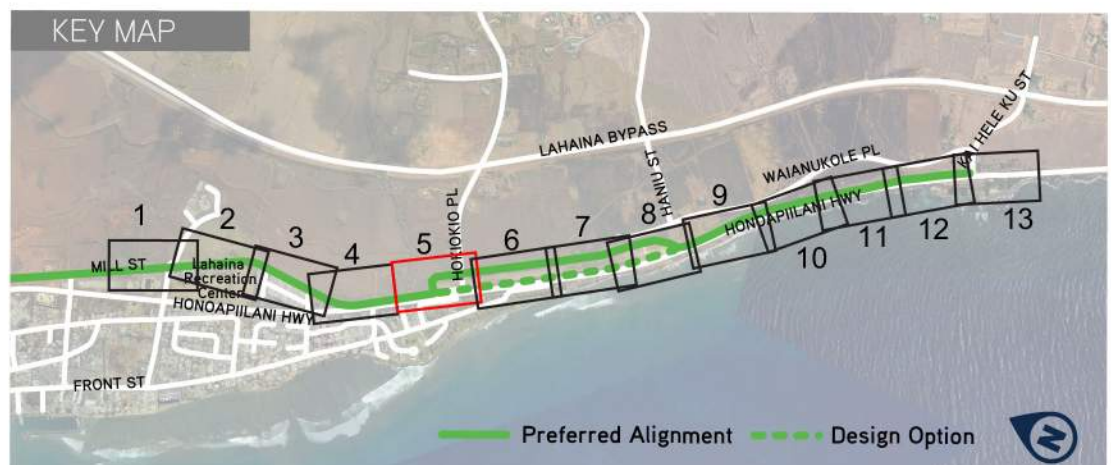 KEY MAP
LAHAINA BYPASS
HOKIOKIO PL
HANIU ST
WAIANUKOLE PL
KAI HELE KU ST
1
2
3
4
5
6
7
8
9
10
11
12
13
MILL ST
Lahaina
Recreation
Center
HONOAPIILANI HWY
HONOAPIILANI HWY
FRONT ST
Preferred Alignment
Design Option
N